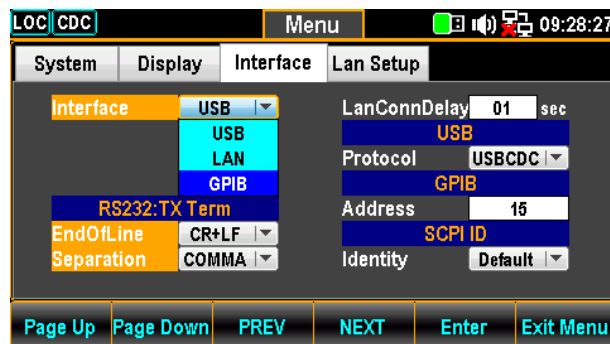 LOC CDC Menu 09:28:27
System Display Interface Lan Setup
Interface USB LanConnDelay 01 sec
USB USB
LAN Protocol USBCDC
GPIB GPIB
RS232:TX Term Address 15
EndOfLine CR+LF SCPI ID
Separation COMMA Identity Default
Page Up Page Down PREV NEXT Enter Exit Menu